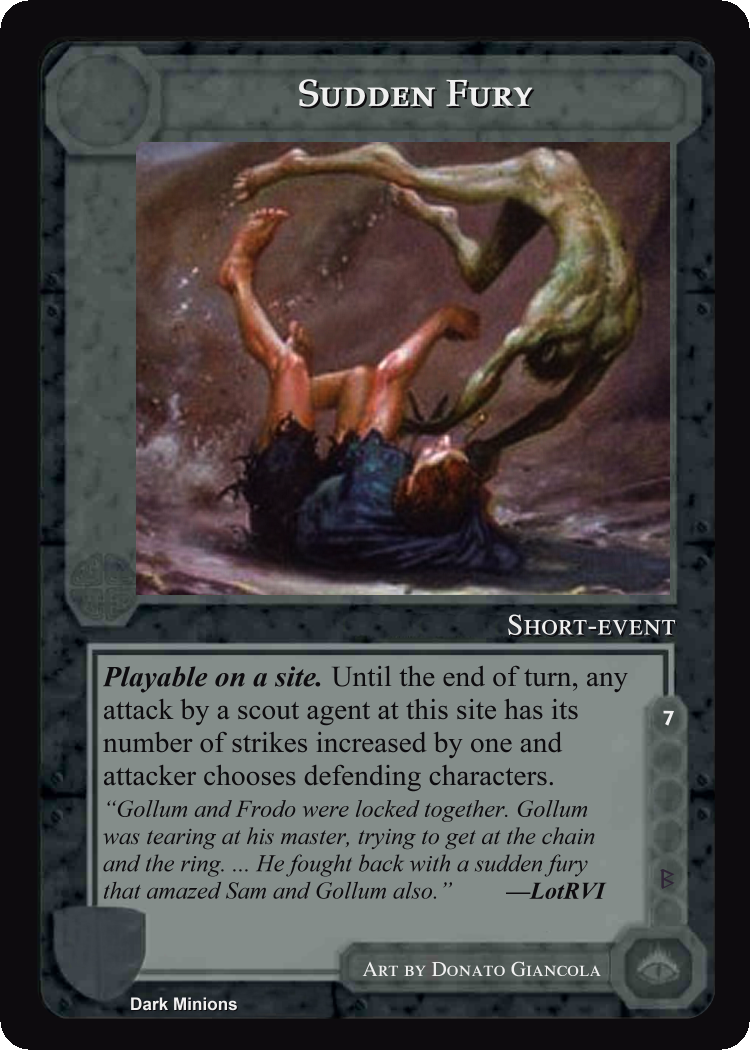 Sudden Fury
Short-event
Playable on a site. Until the end of turn, any
attack by a scout agent at this site has its
number of strikes increased by one and
attacker chooses defending characters.
“Gollum and Frodo were locked together. Gollum
was tearing at his master, trying to get at the chain
and the ring. ... He fought back with a sudden fury
that amazed Sam and Gollum also.” —LotRVI
7
ᛒ
Art by Donato Giancola
Dark Minions